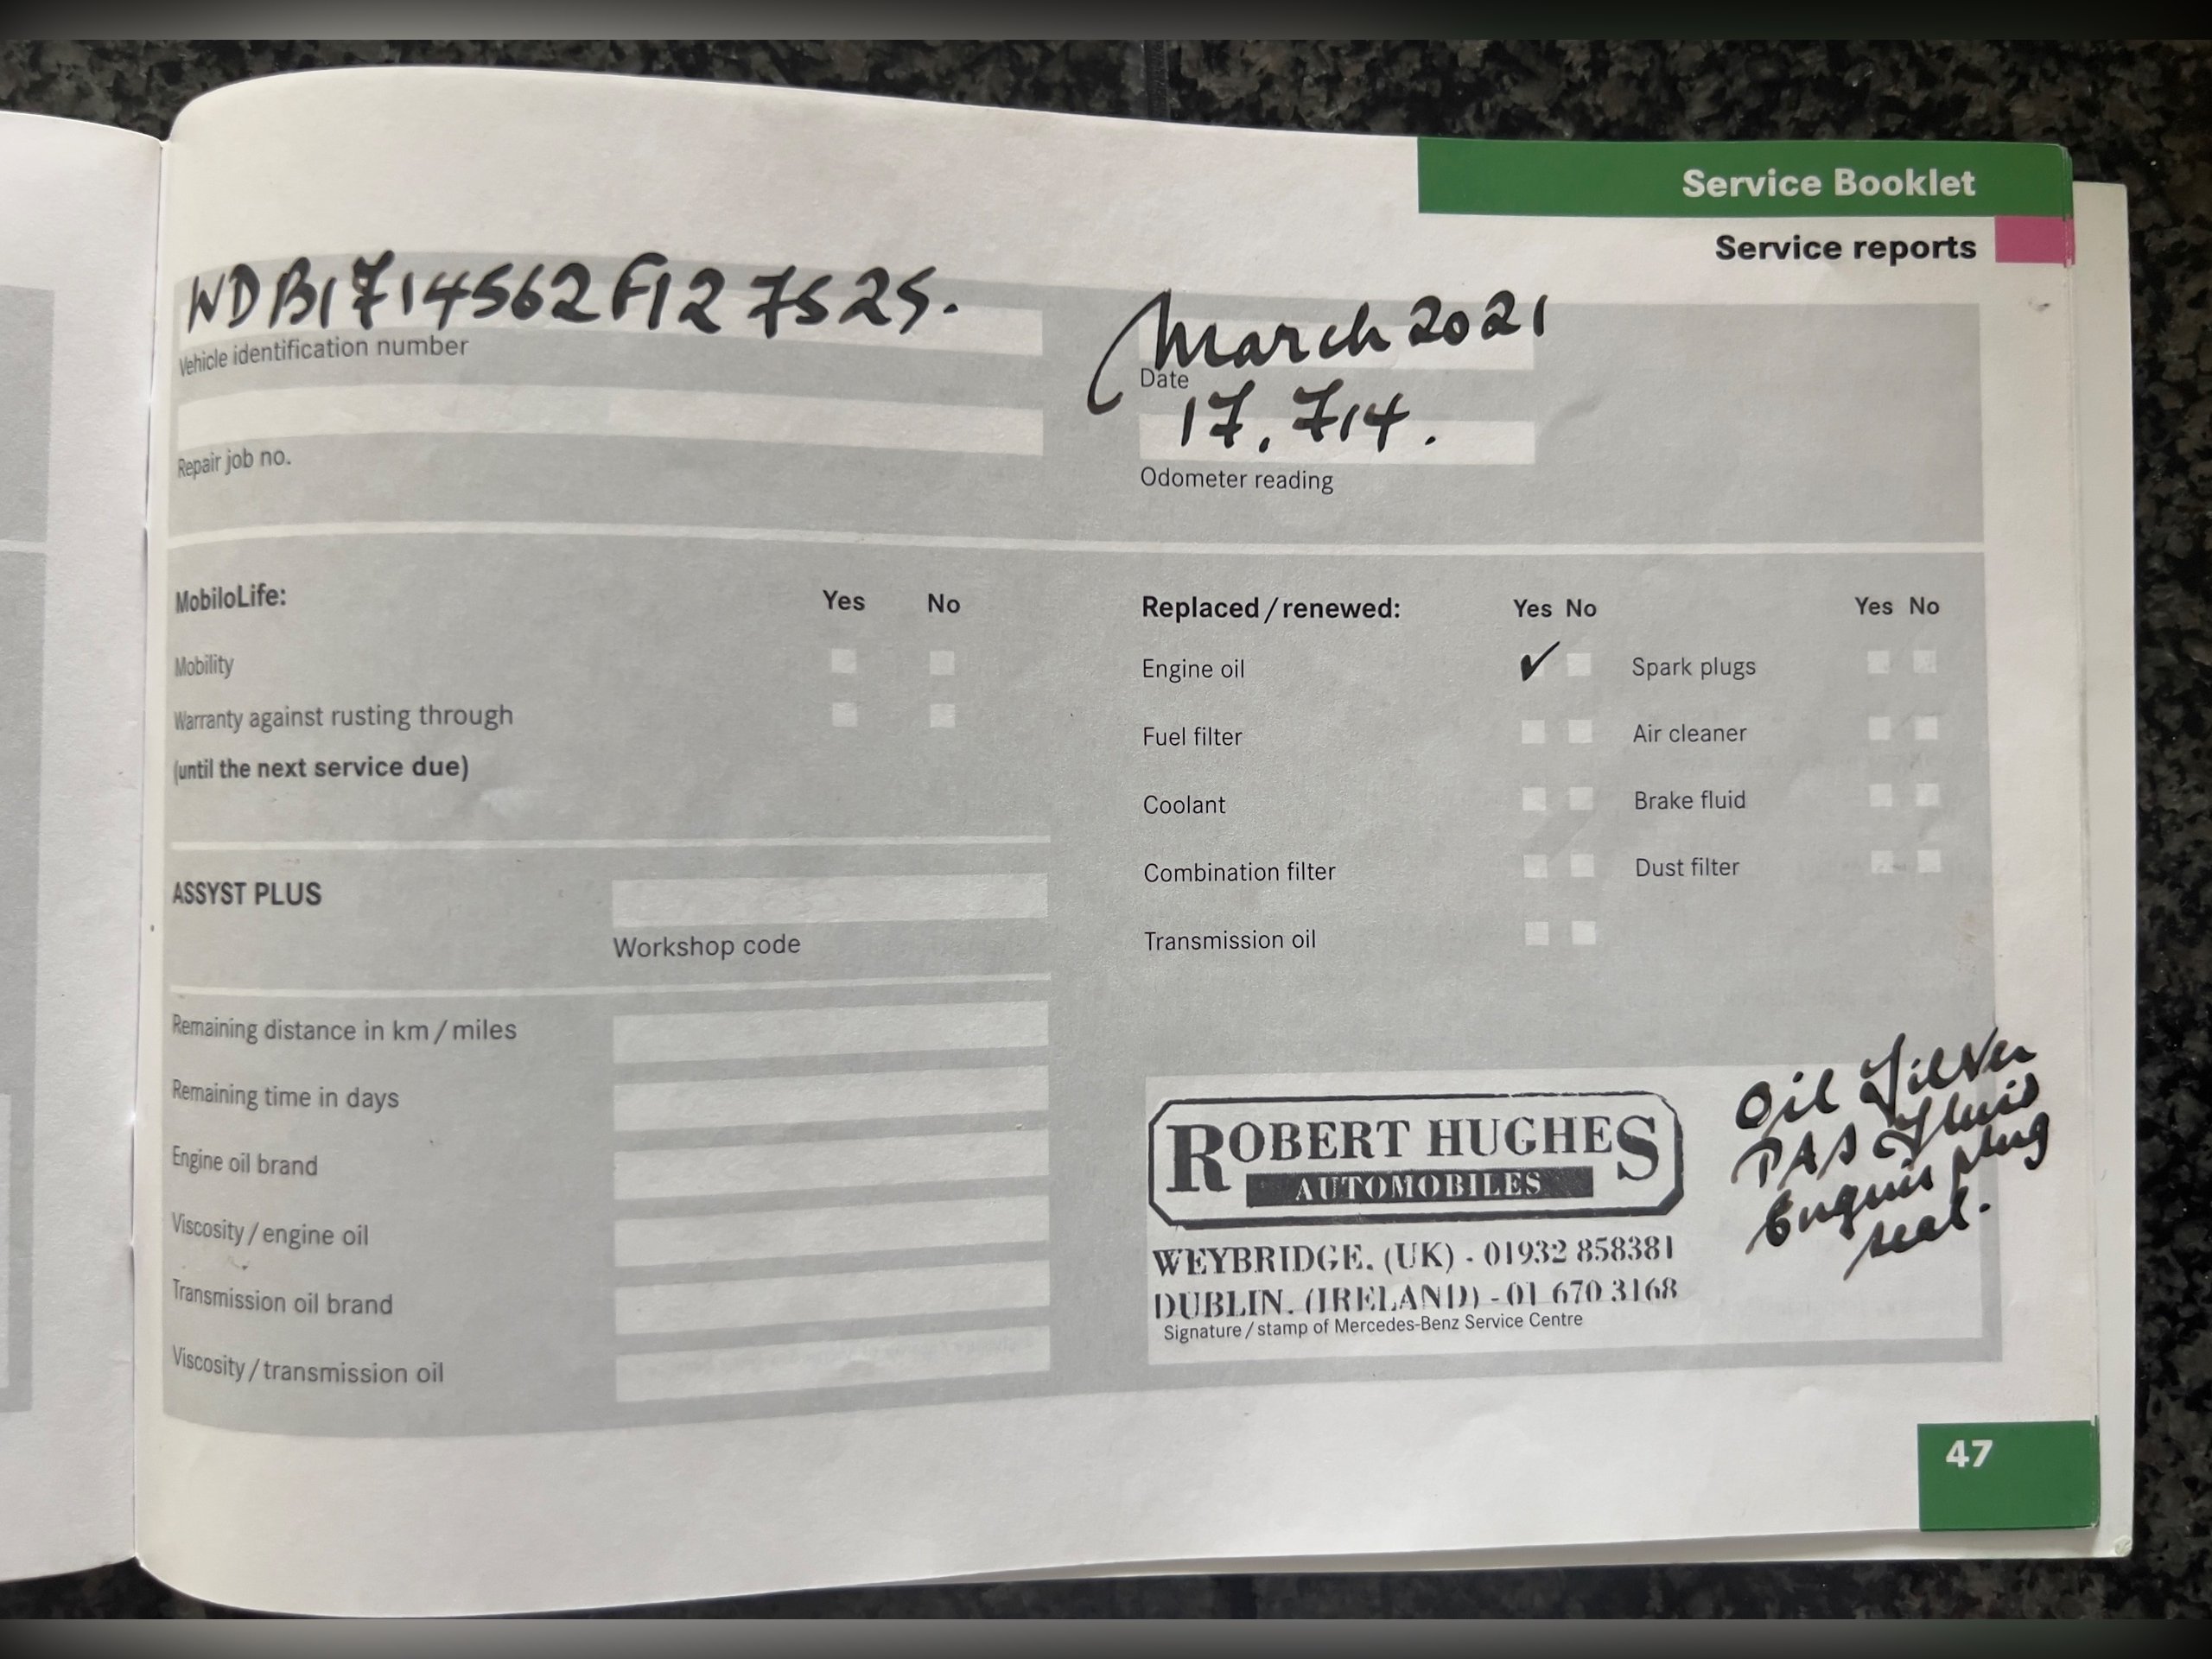 Service Booklet
Service reports
WDB1714562F127525.
Vehicle identification number
March 2021
Date
Repair job no.
17,714.
Odometer reading
MobiloLife: Yes No
Mobility
Warranty against rusting through
(until the next service due)
ASSYST PLUS
Workshop code
Remaining distance in km / miles
Remaining time in days
Engine oil brand
Viscosity / engine oil
Transmission oil brand
Viscosity / transmission oil
Replaced / renewed: Yes No Yes No
Engine oil ✓ Spark plugs
Fuel filter Air cleaner
Coolant Brake fluid
Combination filter Dust filter
Transmission oil
ROBERT HUGHES
AUTOMOBILES
WEYBRIDGE. (UK) - 01932 858381
DUBLIN. (IRELAND) - 01 670 3168
Signature / stamp of Mercedes-Benz Service Centre
Oil Filter
PAS Fluid
Engine plug
seal.
47